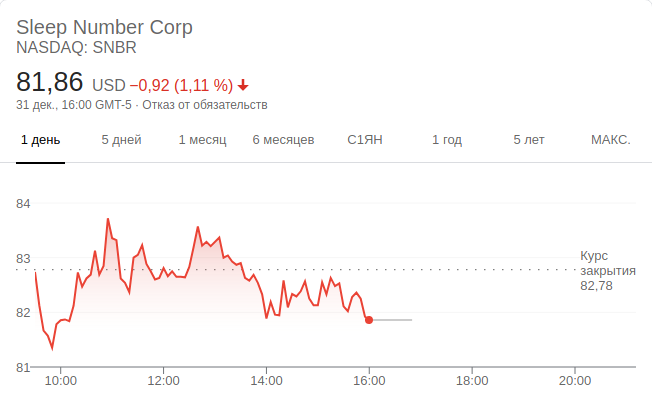 Sleep Number Corp
NASDAQ: SNBR
81,86 USD −0,92 (1,11 %)
31 дек., 16:00 GMT-5 · Отказ от обязательств
1 день 5 дней 1 месяц 6 месяцев С1ЯН 1 год 5 лет МАКС.
84
83
82
81
Курс
закрытия
82,78
10:00 12:00 14:00 16:00 18:00 20:00